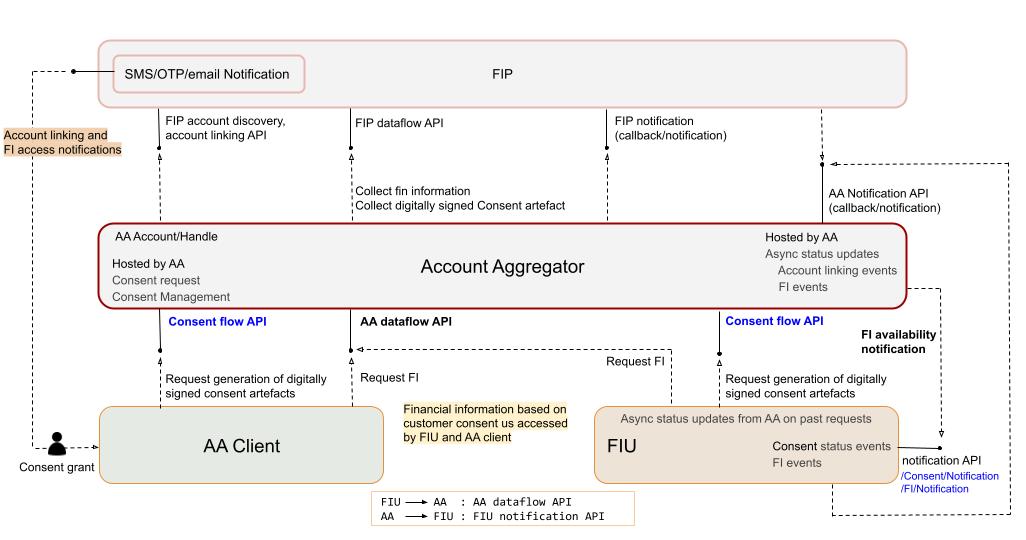 SMS/OTP/email Notification
FIP
Account linking and
FI access notifications
FIP account discovery,
account linking API
FIP dataflow API
FIP notification
(callback/notification)
Collect fin information
Collect digitally signed Consent artefact
AA Notification API
(callback/notification)
AA Account/Handle
Hosted by AA
Consent request
Consent Management
Account Aggregator
Hosted by AA
Async status updates
Account linking events
FI events
Consent flow API
AA dataflow API
Consent flow API
FI availability
notification
Request FI
Request generation of digitally
signed consent artefacts
Request FI
Request generation of digitally
signed consent artefacts
Financial information based on
customer consent us accessed
by FIU and AA client
AA Client
Async status updates from AA on past requests
FIU
Consent status events
FI events
Consent grant
notification API
/Consent/Notification
/FI/Notification
FIU → AA : AA dataflow API
AA → FIU : FIU notification API